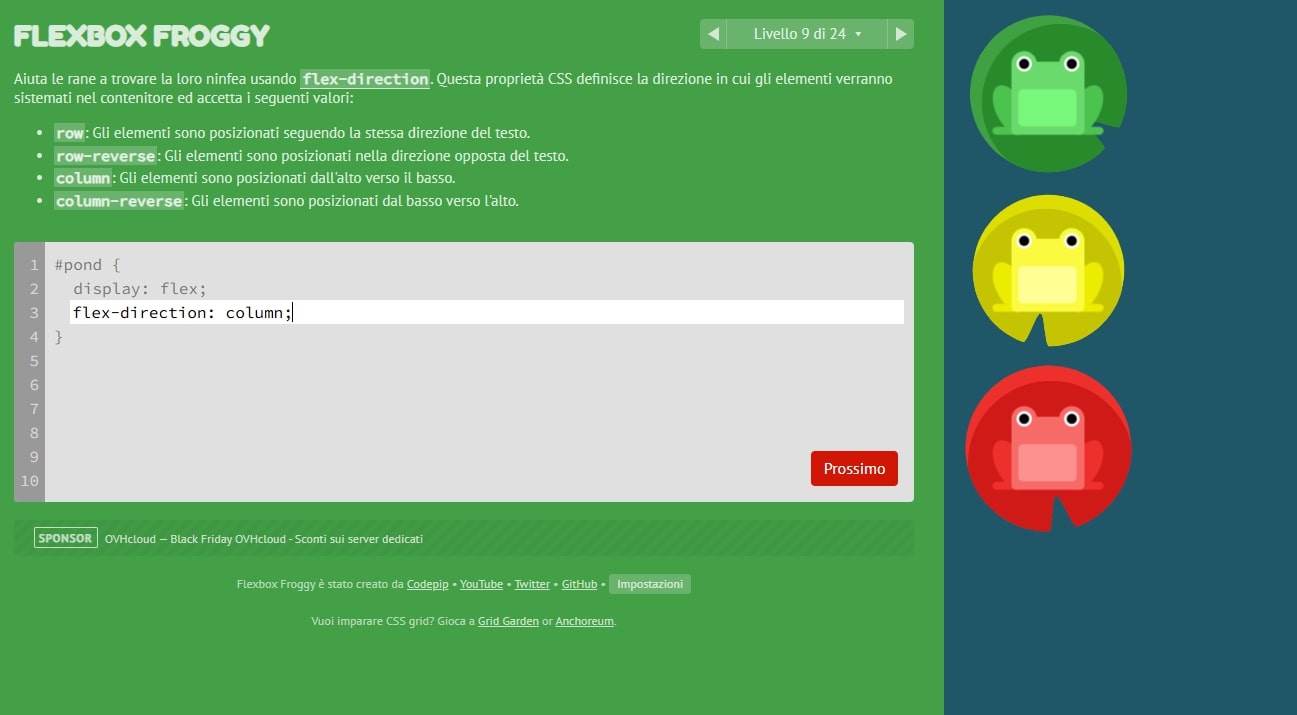 FLEXBOX FROGGY
◀ Livello 9 di 24 ▾ ▶
Aiuta le rane a trovare la loro ninfea usando flex-direction. Questa proprietà CSS definisce la direzione in cui gli elementi verranno
sistemati nel contenitore ed accetta i seguenti valori:
• row: Gli elementi sono posizionati seguendo la stessa direzione del testo.
• row-reverse: Gli elementi sono posizionati nella direzione opposta del testo.
• column: Gli elementi sono posizionati dall'alto verso il basso.
• column-reverse: Gli elementi sono posizionati dal basso verso l'alto.
1 #pond {
2 display: flex;
3 flex-direction: column;
4 }
5
6
7
8
9
10
Prossimo
SPONSOR OVHcloud — Black Friday OVHcloud - Sconti sui server dedicati
Flexbox Froggy è stato creato da Codepip • YouTube • Twitter • GitHub • Impostazioni
Vuoi imparare CSS grid? Gioca a Grid Garden or Anchoreum.